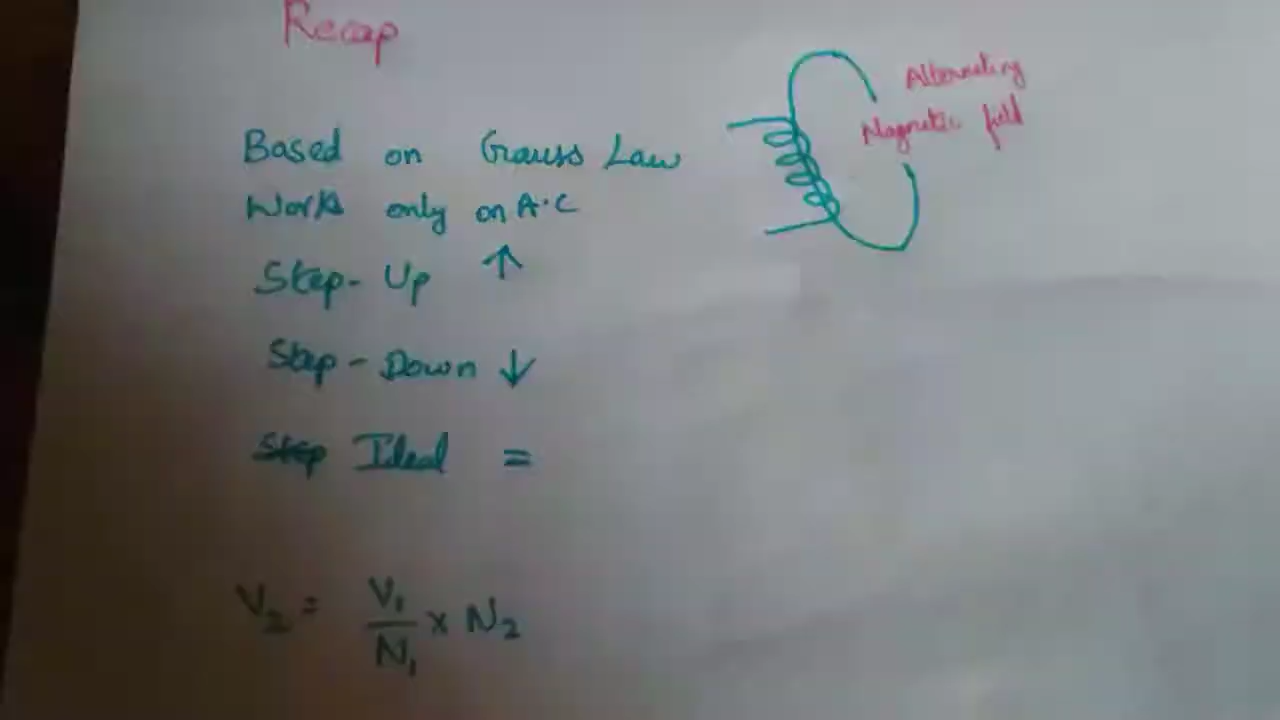 Recap
Based on Gauss Law
Works only on A.C
Step-Up ↑
Step-Down ↓
Step Ideal =
V₂ = V₁/N₁ × N₂
Alternating
Magnetic field